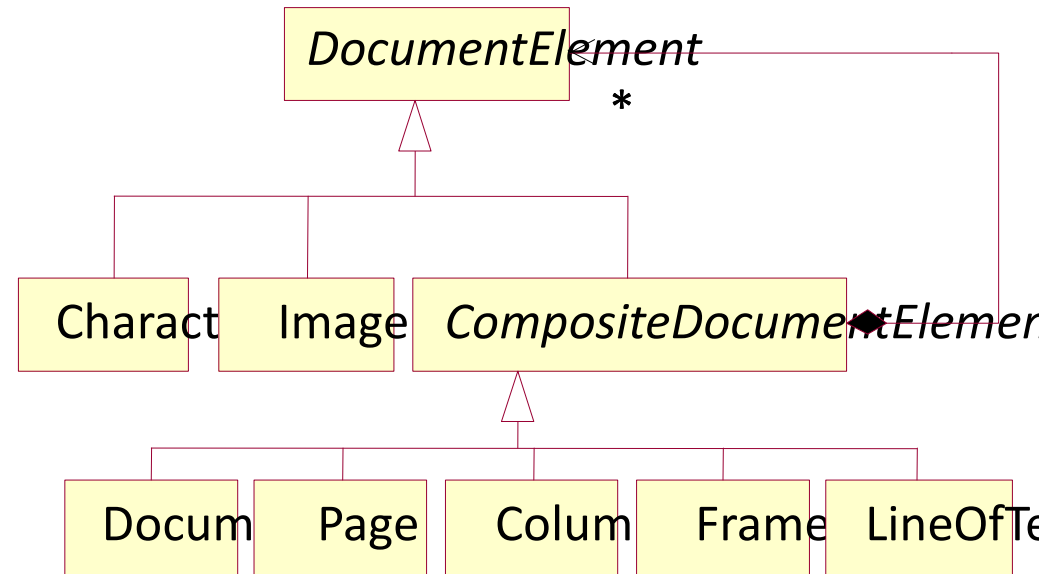 DocumentElement
*
Charact
Image
CompositeDocumentElemen
Docum
Page
Colum
Frame
LineOfTe